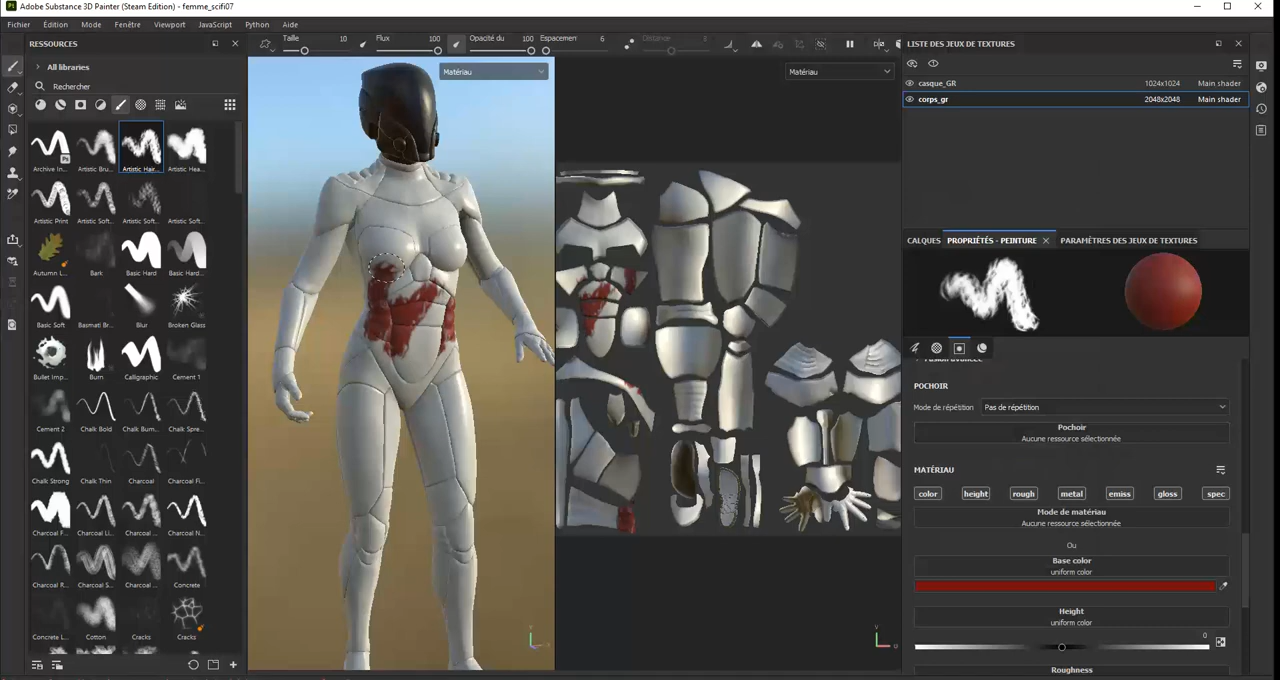 Adobe Substance 3D Painter (Steam Edition) - femme_scifi07
Fichier Édition Mode Fenêtre Viewport JavaScript Python Aide
RESSOURCES
Taille 10 Flux 100 Opacité du 100 Espacemen 6 Distance 8
LISTE DES JEUX DE TEXTURES
All libraries
Rechercher
Matériau
Matériau
casque_GR 1024x1024 Main shader
corps_gr 2048x2048 Main shader
Archive In... Artistic Bru... Artistic Hair... Artistic Hea...
Artistic Print Artistic Soft... Artistic Soft... Artistic Sof...
Autumn L... Bark Basic Hard Basic Hard...
Basic Soft Basmati Br... Blur Broken Glass
Bullet Imp... Burn Calligraphic Cement 1
Cement 2 Chalk Bold Chalk Bum... Chalk Spre...
Chalk Strong Chalk Thin Charcoal Charcoal Fi...
Charcoal F... Charcoal Li... Charcoal M... Charcoal N...
Charcoal R... Charcoal S... Charcoal ... Concrete
Concrete L... Cotton Cracks Cracks
CALQUES PROPRIÉTÉS - PEINTURE PARAMÈTRES DES JEUX DE TEXTURES
POCHOIR
Mode de répétition Pas de répétition
Pochoir
Aucune ressource sélectionnée
MATÉRIAU
color height rough metal emiss gloss spec
Mode de matériau
Aucune ressource sélectionnée
Ou
Base color
uniform color
Height
uniform color
0
Roughness